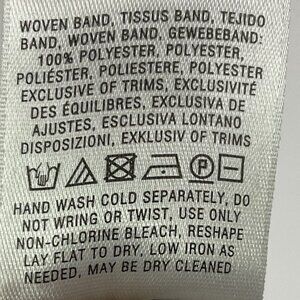 WOVEN BAND, TISSUS BAND, TEJIDO
BAND, WOVEN BAND, GEWEBEBAND:
100% POLYESTER, POLYESTER,
POLIÉSTER, POLIESTERE, POLYESTER
EXCLUSIVE OF TRIMS, EXCLUSIVITÉ
DES ÉQUILIBRES, EXCLUSIVA DE
AJUSTES, ESCLUSIVA LONTANO
DISPOSIZIONI, EXKLUSIV OF TRIMS
P
HAND WASH COLD SEPARATELY, DO
NOT WRING OR TWIST, USE ONLY
NON-CHLORINE BLEACH, RESHAPE
LAY FLAT TO DRY, LOW IRON AS
NEEDED, MAY BE DRY CLEANED